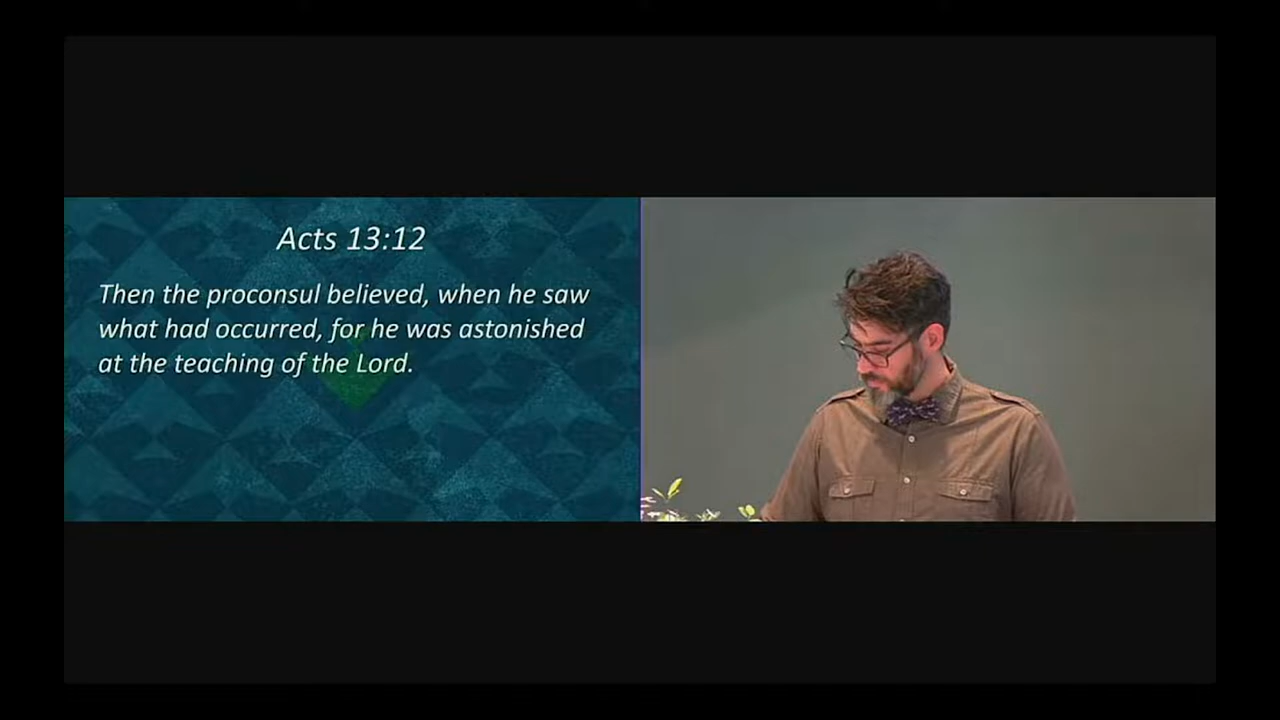 Acts 13:12
Then the proconsul believed, when he saw
what had occurred, for he was astonished
at the teaching of the Lord.